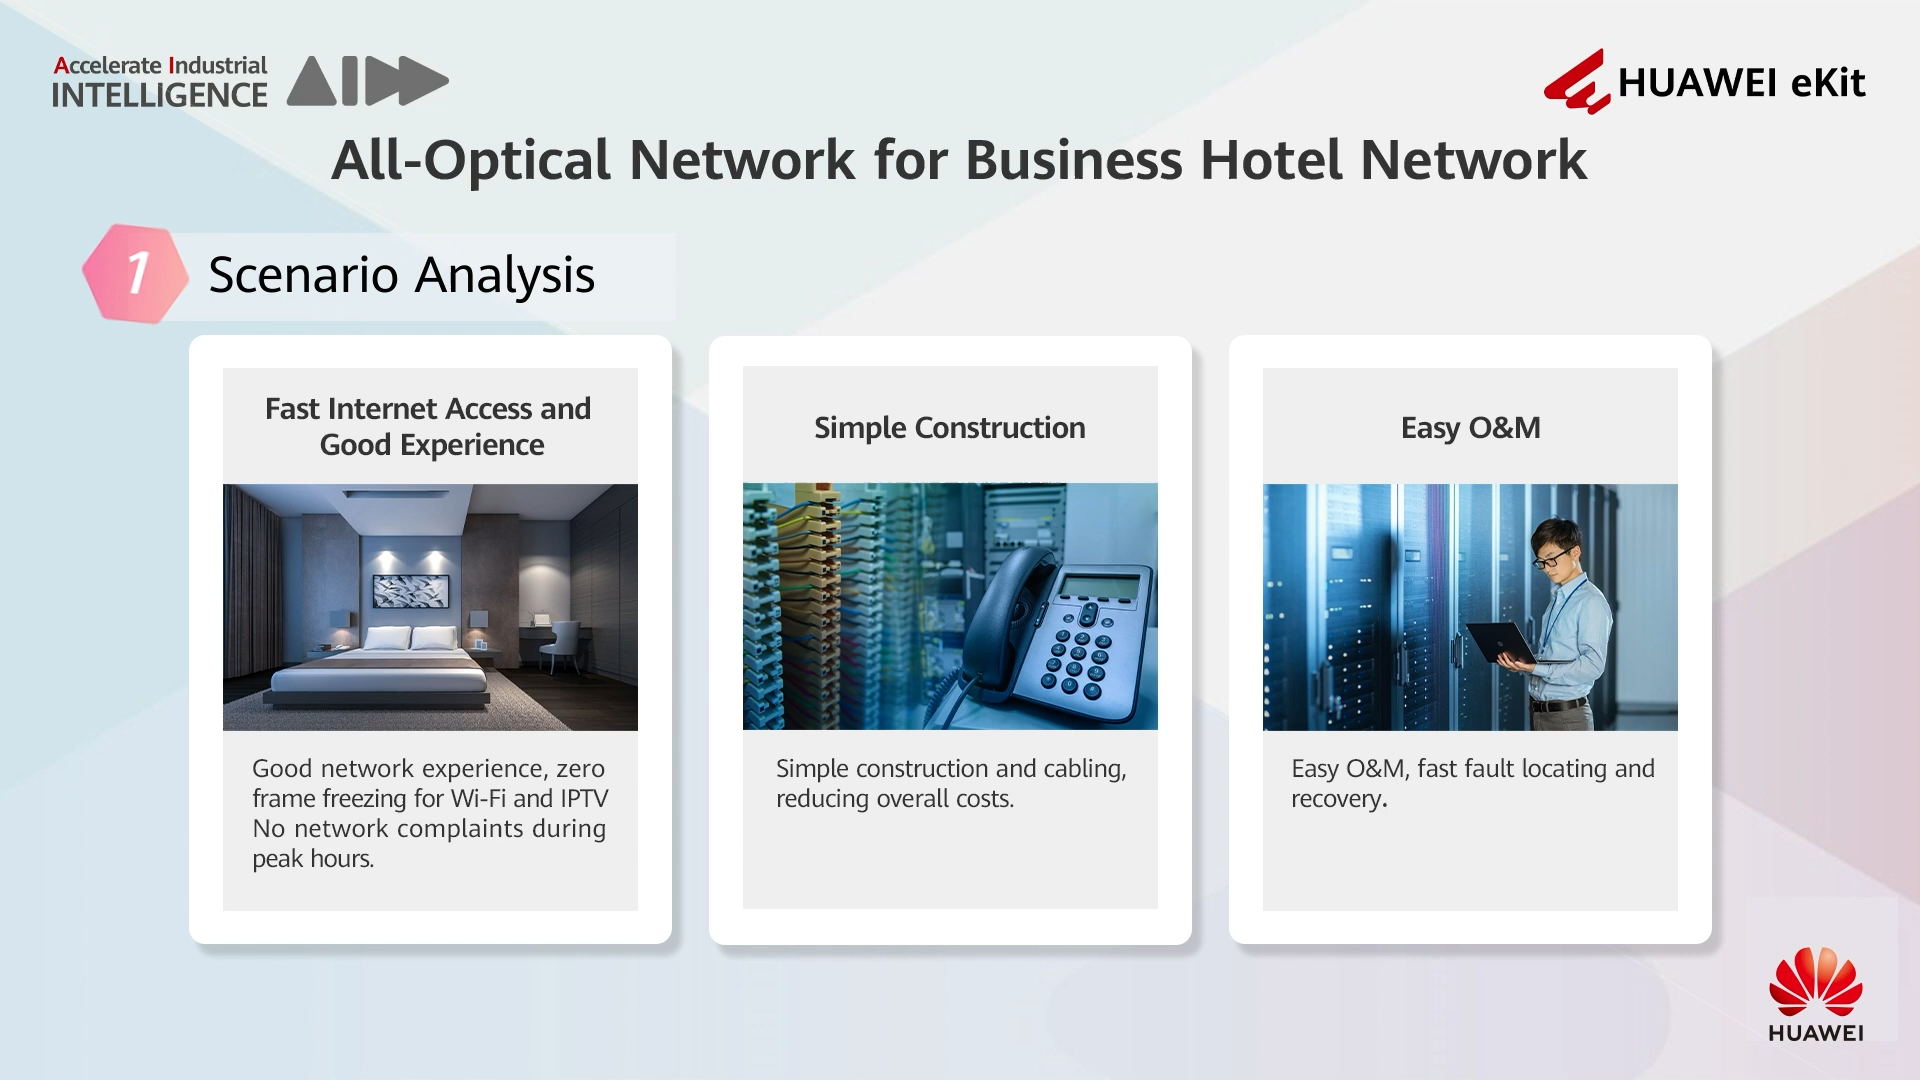 Accelerate Industrial
INTELLIGENCE
HUAWEI eKit
All-Optical Network for Business Hotel Network
1
Scenario Analysis
Fast Internet Access and
Good Experience
Good network experience, zero
frame freezing for Wi-Fi and IPTV
No network complaints during
peak hours.
Simple Construction
Simple construction and cabling,
reducing overall costs.
Easy O&M
Easy O&M, fast fault locating and
recovery.
HUAWEI